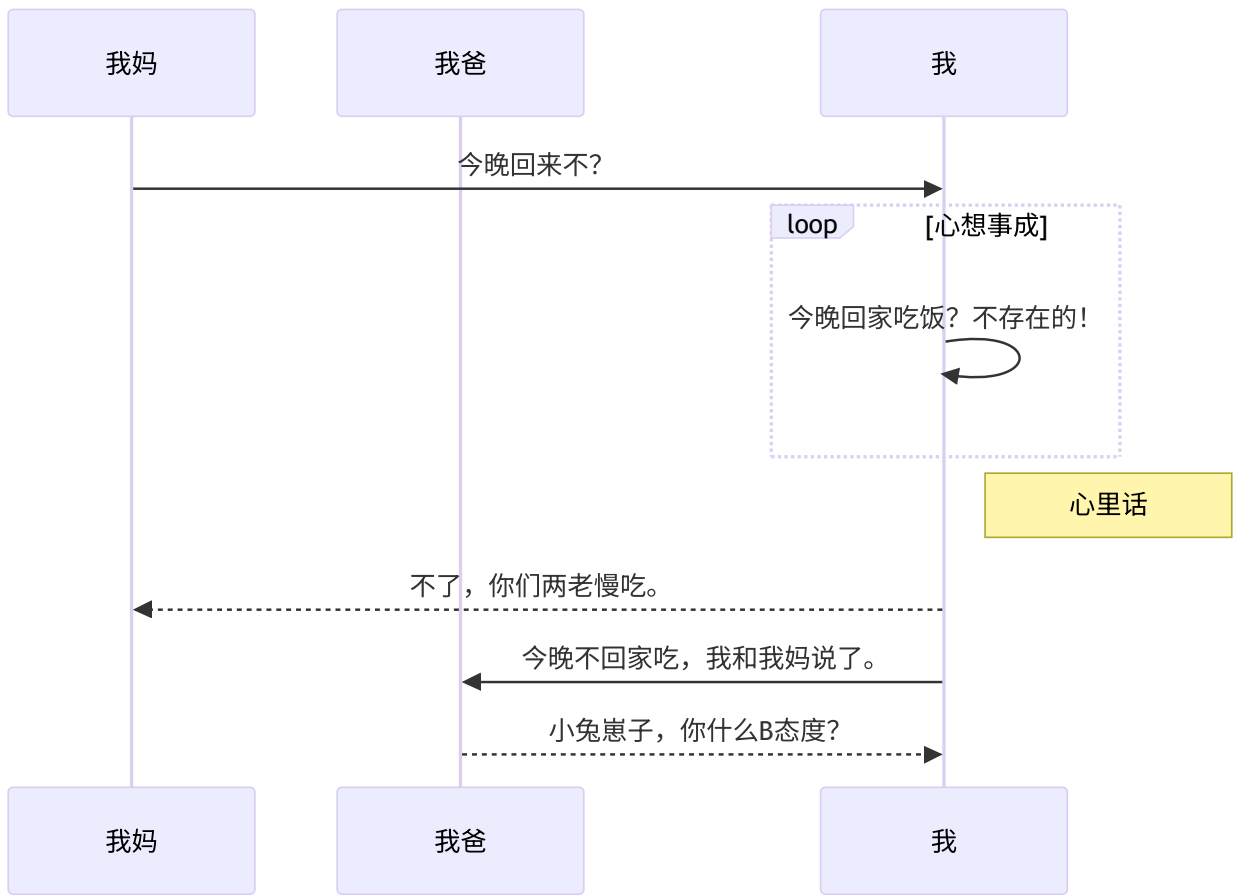 我妈
我爸
我
今晚回来不？
loop
[心想事成]
今晚回家吃饭？不存在的！
心里话
不了，你们两老慢吃。
今晚不回家吃，我和我妈说了。
小兔崽子，你什么B态度？
我妈
我爸
我